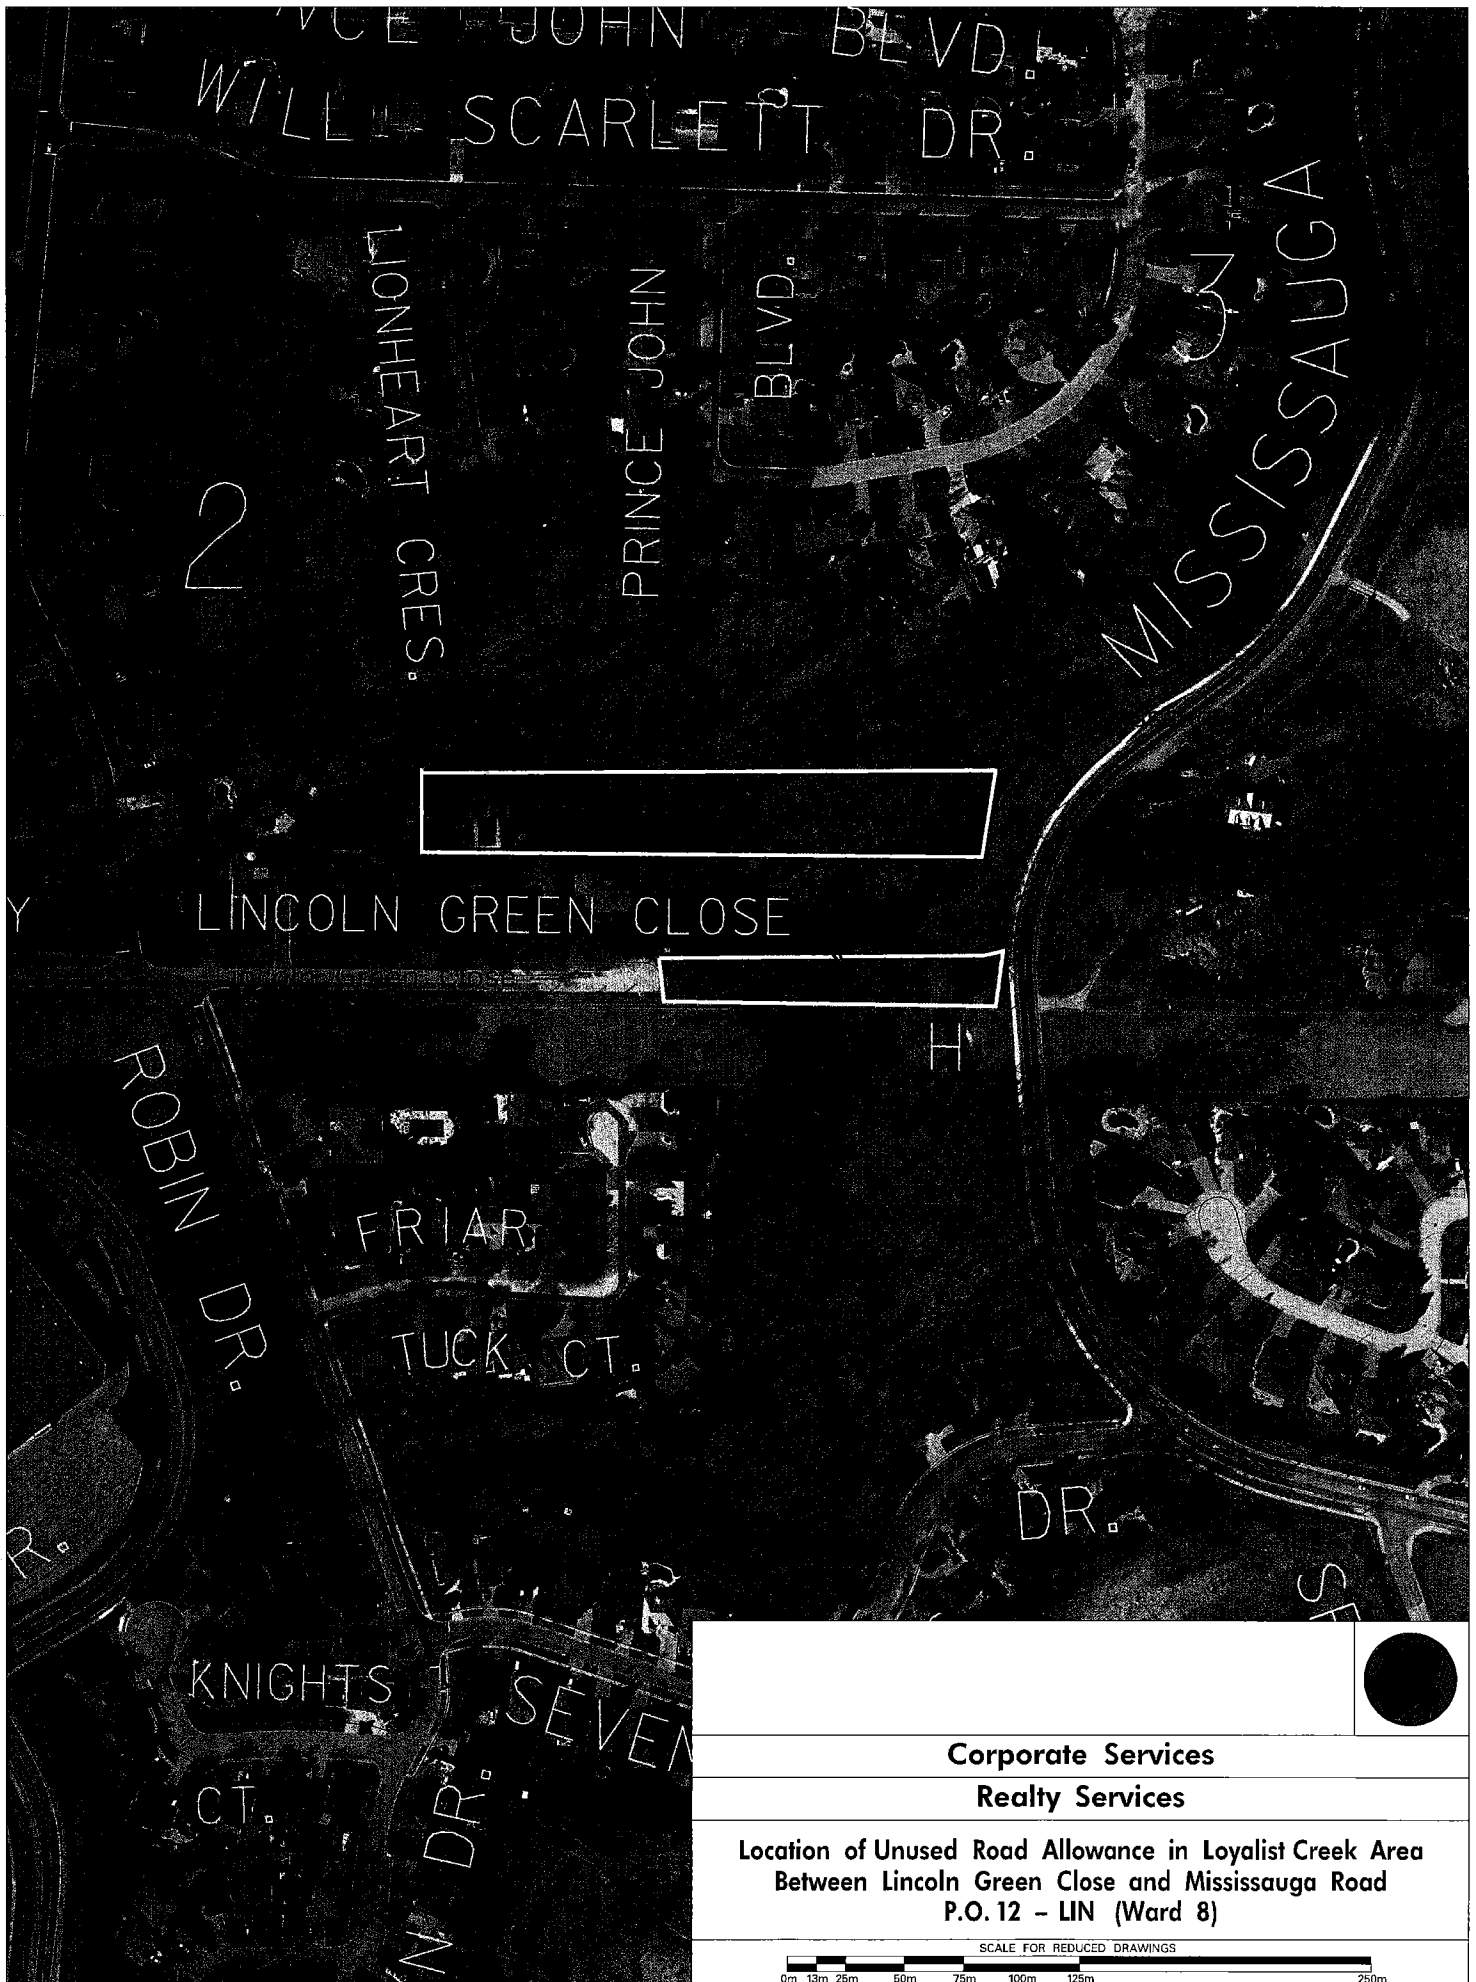 NCE JOHN BLVD.
WILL SCARLETT DR.
LIONHEART CRES.
PRINCE JOHN
BLVD.
MISSISSAUGA
2
3
LINCOLN GREEN CLOSE
Y
H
ROBIN DR.
FRIAR
TUCK CT.
R.
DR.
KNIGHTS
CT.
SEVEN
N DR.
N
Corporate Services
Realty Services
Location of Unused Road Allowance in Loyalist Creek Area
Between Lincoln Green Close and Mississauga Road
P.O. 12 – LIN (Ward 8)
SCALE FOR REDUCED DRAWINGS
0m 13m 25m 50m 75m 100m 125m 250m